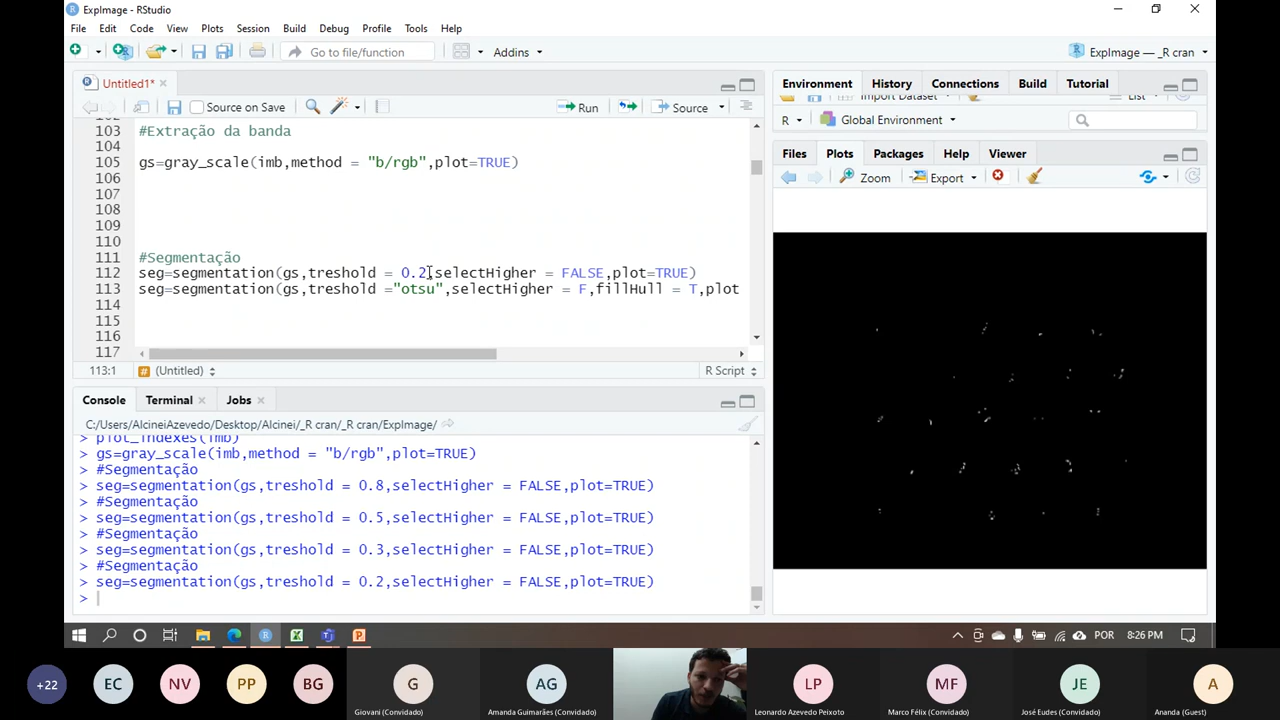 ExpImage
File Edit Code View Plots Session Build Debug Profile Tools Help
Go to file/function Addins ExpImage — _R cran
Untitled1*
Source on Save Run Source
103 #Extração da banda
104
105 gs=gray_scale(imb,method = "b/rgb",plot=TRUE)
106
107
108
109
110
111 #Segmentação
112 seg=segmentation(gs,treshold = 0.2,selectHigher = FALSE,plot=TRUE)
113 seg=segmentation(gs,treshold ="otsu",selectHigher = F,fillHull = T,plot
114
115
116
117
113:1 (Untitled) R Script
Console Terminal Jobs
C:/Users/AlcineiAzevedo/Desktop/Alcinei/_R cran/_R cran/ExpImage/
> plot_indexes(imb)
> gs=gray_scale(imb,method = "b/rgb",plot=TRUE)
> #Segmentação
> seg=segmentation(gs,treshold = 0.8,selectHigher = FALSE,plot=TRUE)
> #Segmentação
> seg=segmentation(gs,treshold = 0.5,selectHigher = FALSE,plot=TRUE)
> #Segmentação
> seg=segmentation(gs,treshold = 0.3,selectHigher = FALSE,plot=TRUE)
> #Segmentação
> seg=segmentation(gs,treshold = 0.2,selectHigher = FALSE,plot=TRUE)
>
Environment History Connections Build Tutorial
Import Dataset List
R Global Environment
Files Plots Packages Help Viewer
Zoom Export
POR 8:26 PM
+22 EC NV PP BG G AG LP MF JE A
Giovani (Convidado) Amanda Guimarães (Convidado) Leonardo Azevedo Peixoto Marco Félix (Convidado) José Eudes (Convidado) Ananda (Guest)